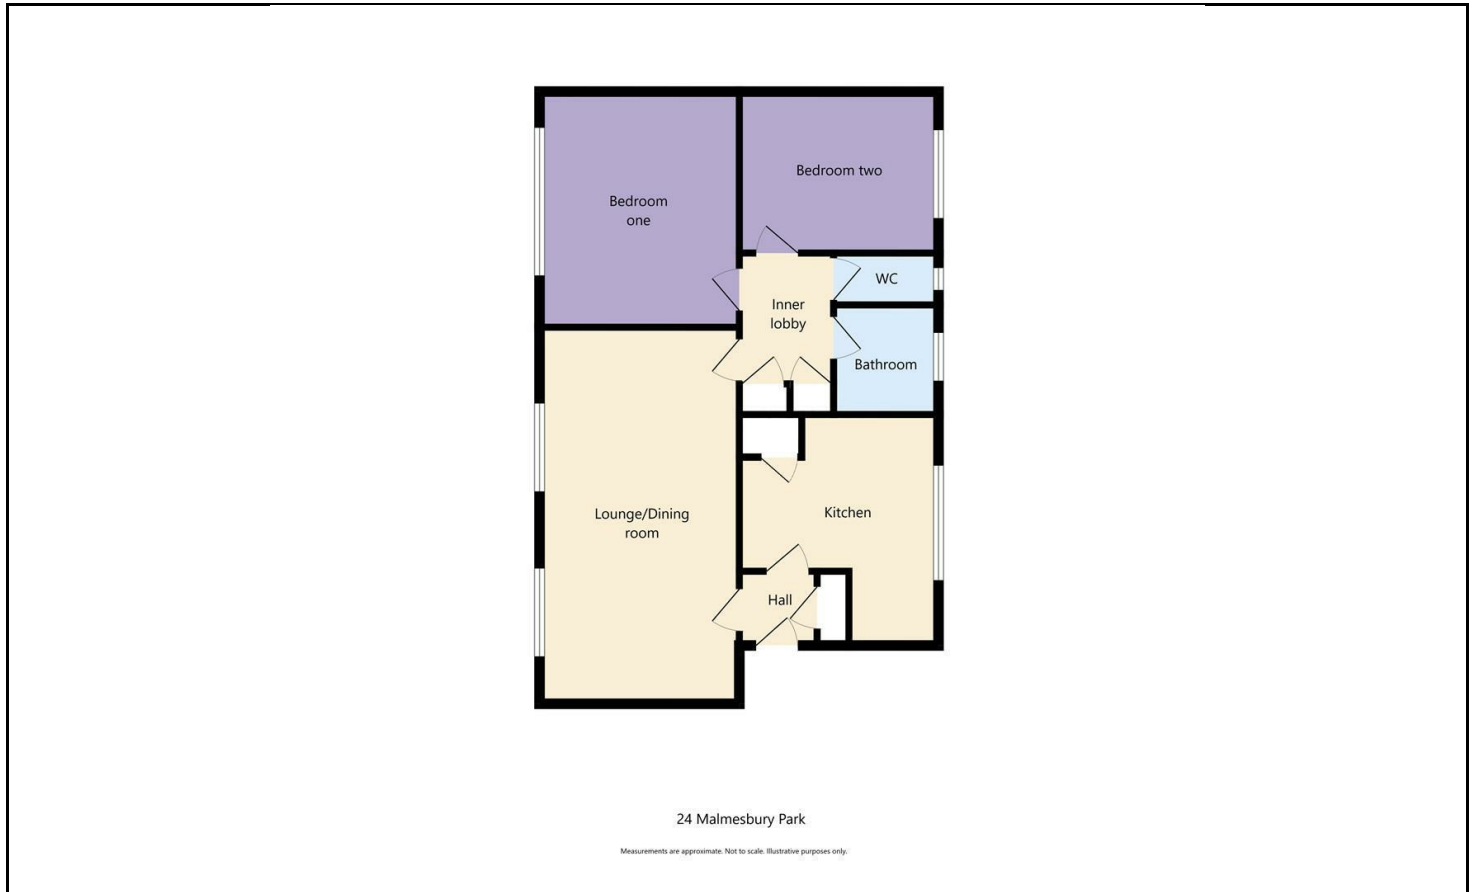 Bedroom two
Bedroom
one
WC
Inner
lobby
Bathroom
Lounge/Dining
room
Kitchen
Hall
24 Malmesbury Park
Measurements are approximate. Not to scale. Illustrative purposes only.